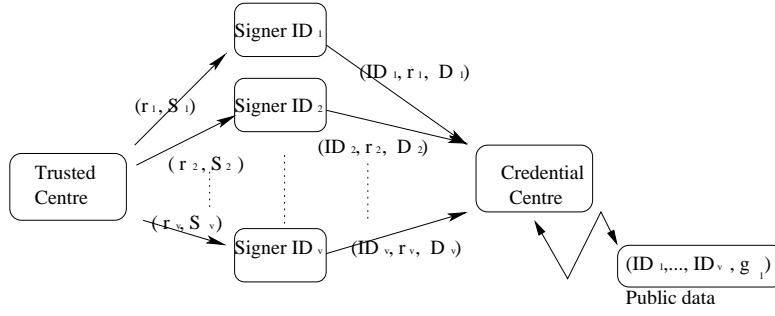 Signer ID 1
(r 1, S 1)
(ID 1, r 1, D 1)
Signer ID 2
(ID 2, r 2, D 2)
(r 2, S 2)
Trusted
Centre
Credential
Centre
(r v, S v)
Signer ID v
(ID v, r v, D v)
(ID 1,..., ID v, g 1)
Public data